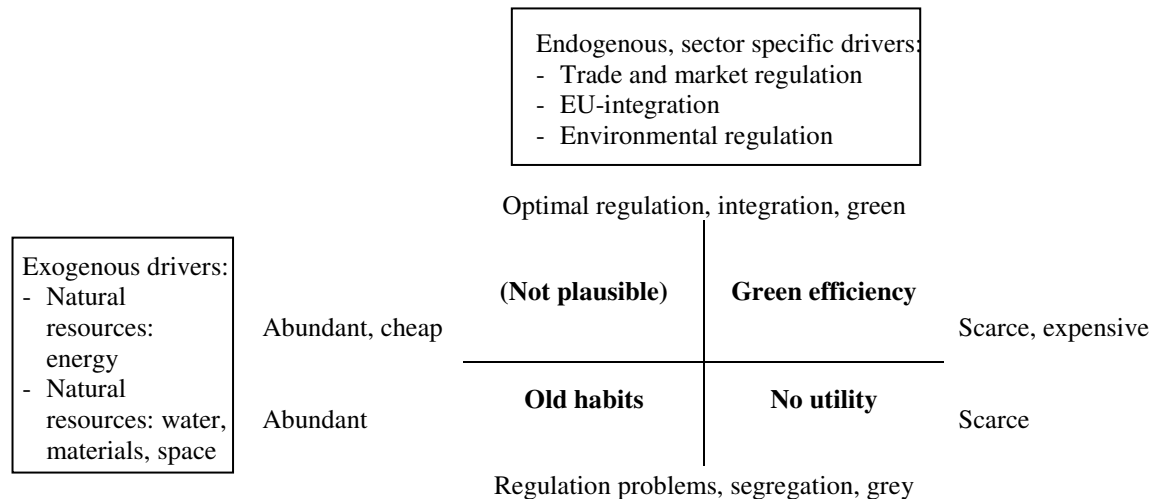 Endogenous, sector specific drivers:
- Trade and market regulation
- EU-integration
- Environmental regulation
Optimal regulation, integration, green
Exogenous drivers:
- Natural
resources:
energy
- Natural
resources: water,
materials, space
(Not plausible)
Green efficiency
Abundant, cheap
Scarce, expensive
Old habits
No utility
Abundant
Scarce
Regulation problems, segregation, grey